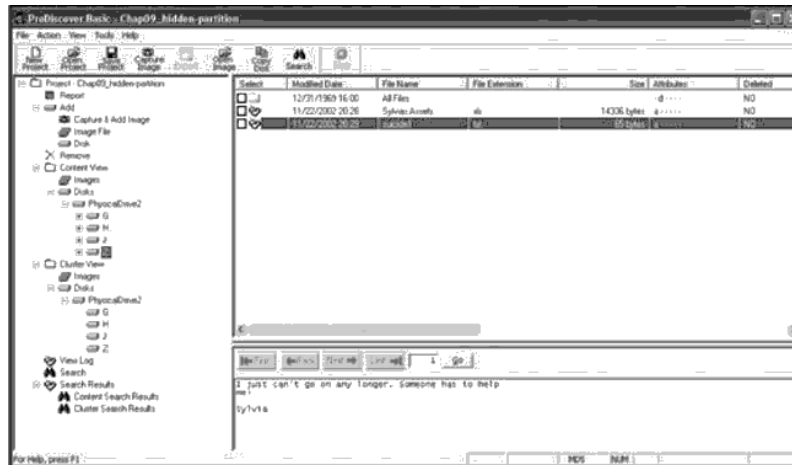 ProDiscover Basic - Chap09_hidden-partition
File Action View Tools Help
New Project
Open Project
Save Project
Capture Image
Export
Open Image
Copy Disk
Search
Stop
Project - Chap09_hidden-partition
Report
Add
Capture & Add Image
Image File
Disk
Remove
Content View
Images
Disks
PhysicalDrive2
G
H
J
Cluster View
Images
Disks
PhysicalDrive2
G
H
J
Z
View Log
Search
Search Results
Content Search Results
Cluster Search Results
Select Modified Date File Name File Extension Size Attributes Deleted
12/31/1969 16:00 All Files -d---- NO
11/22/2002 20:28 Sylvias Assets xls 14336 bytes a----- NO
11/22/2002 20:29 txt 65 bytes a----- NO
1 Go
I just can't go on any longer. Someone has to help
me!
For Help, press F1
NUM